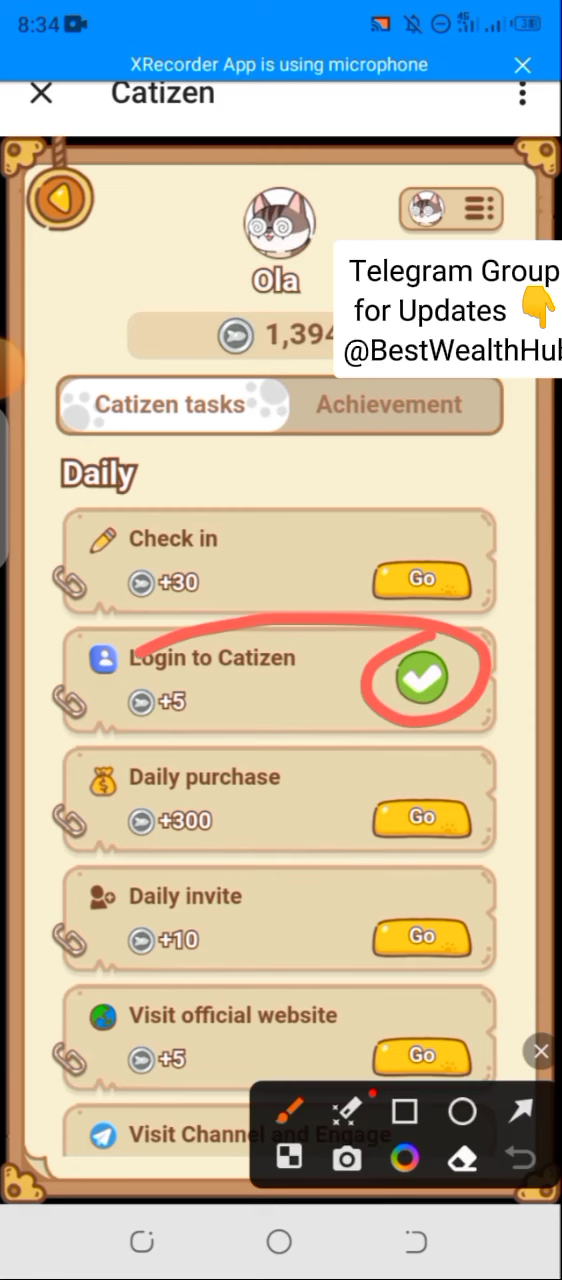 8:34
4G
XRecorder App is using microphone
Catizen
Ola
Telegram Group
for Updates 👇
@BestWealthHub
1,394
Catizen tasks
Achievement
Daily
Check in
+30
Go
Login to Catizen
+5
Daily purchase
+300
Go
Daily invite
+10
Go
Visit official website
+5
Go
Visit Channel and Engage